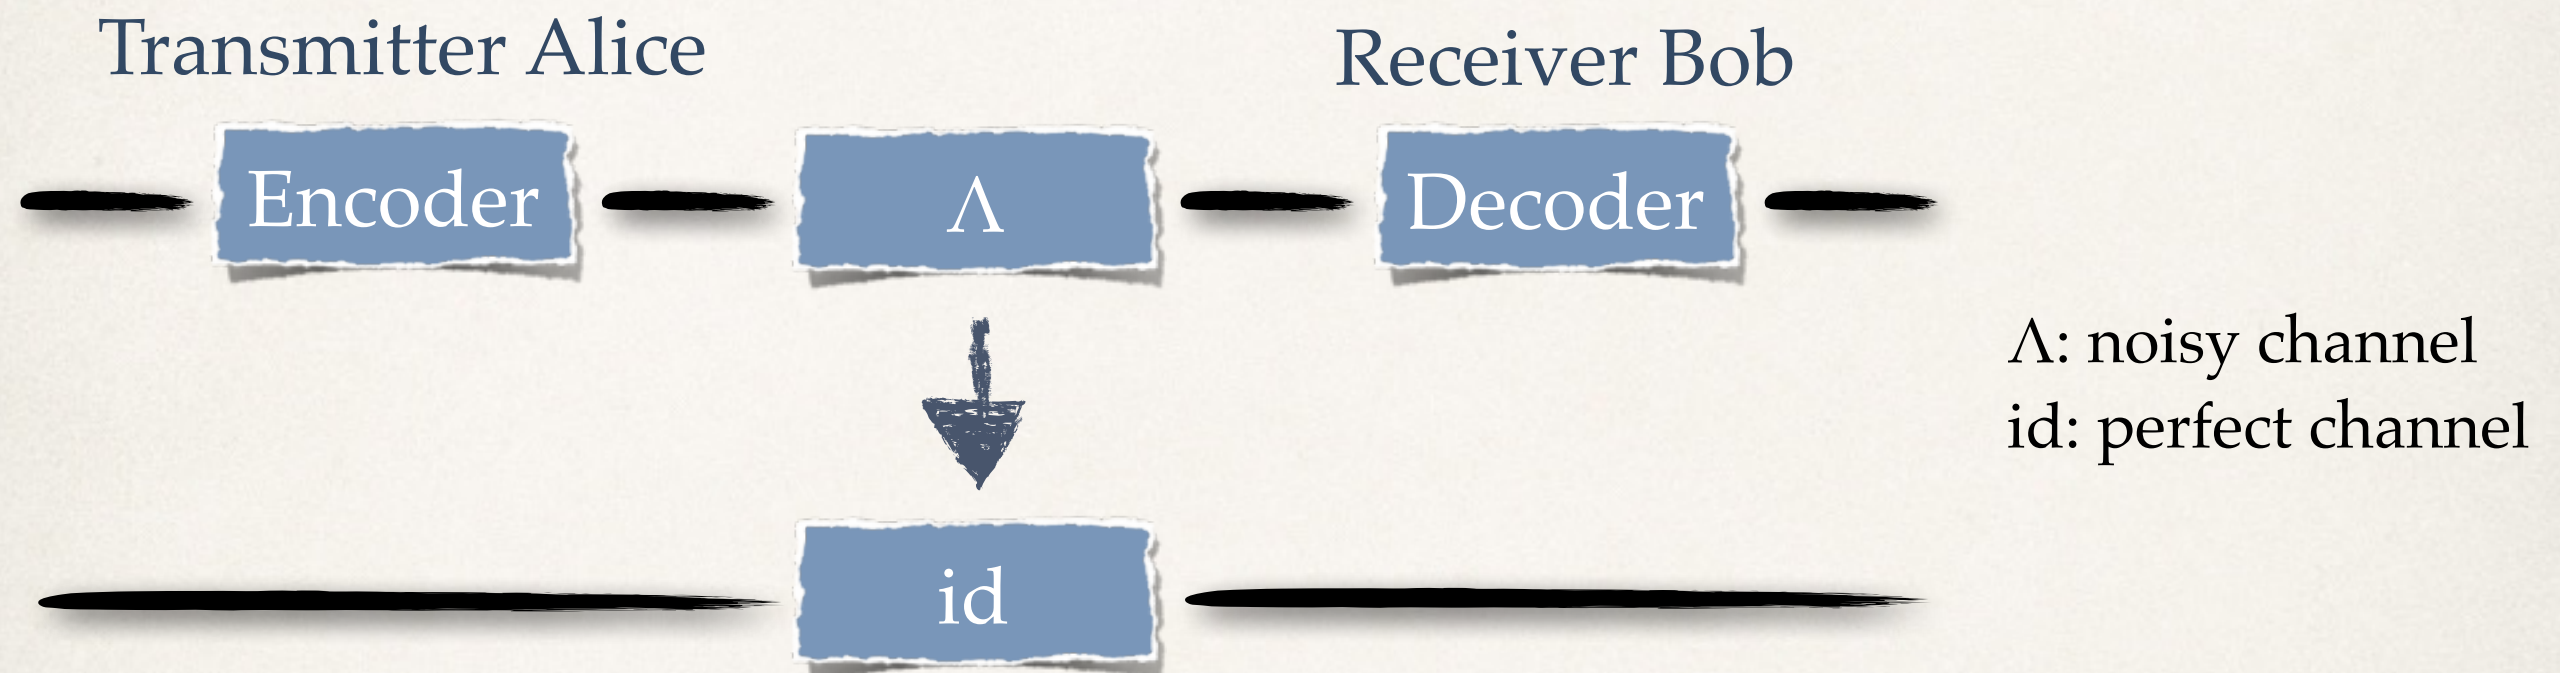 Transmitter Alice
Receiver Bob
Encoder
Λ
Decoder
Λ: noisy channel
id: perfect channel
id